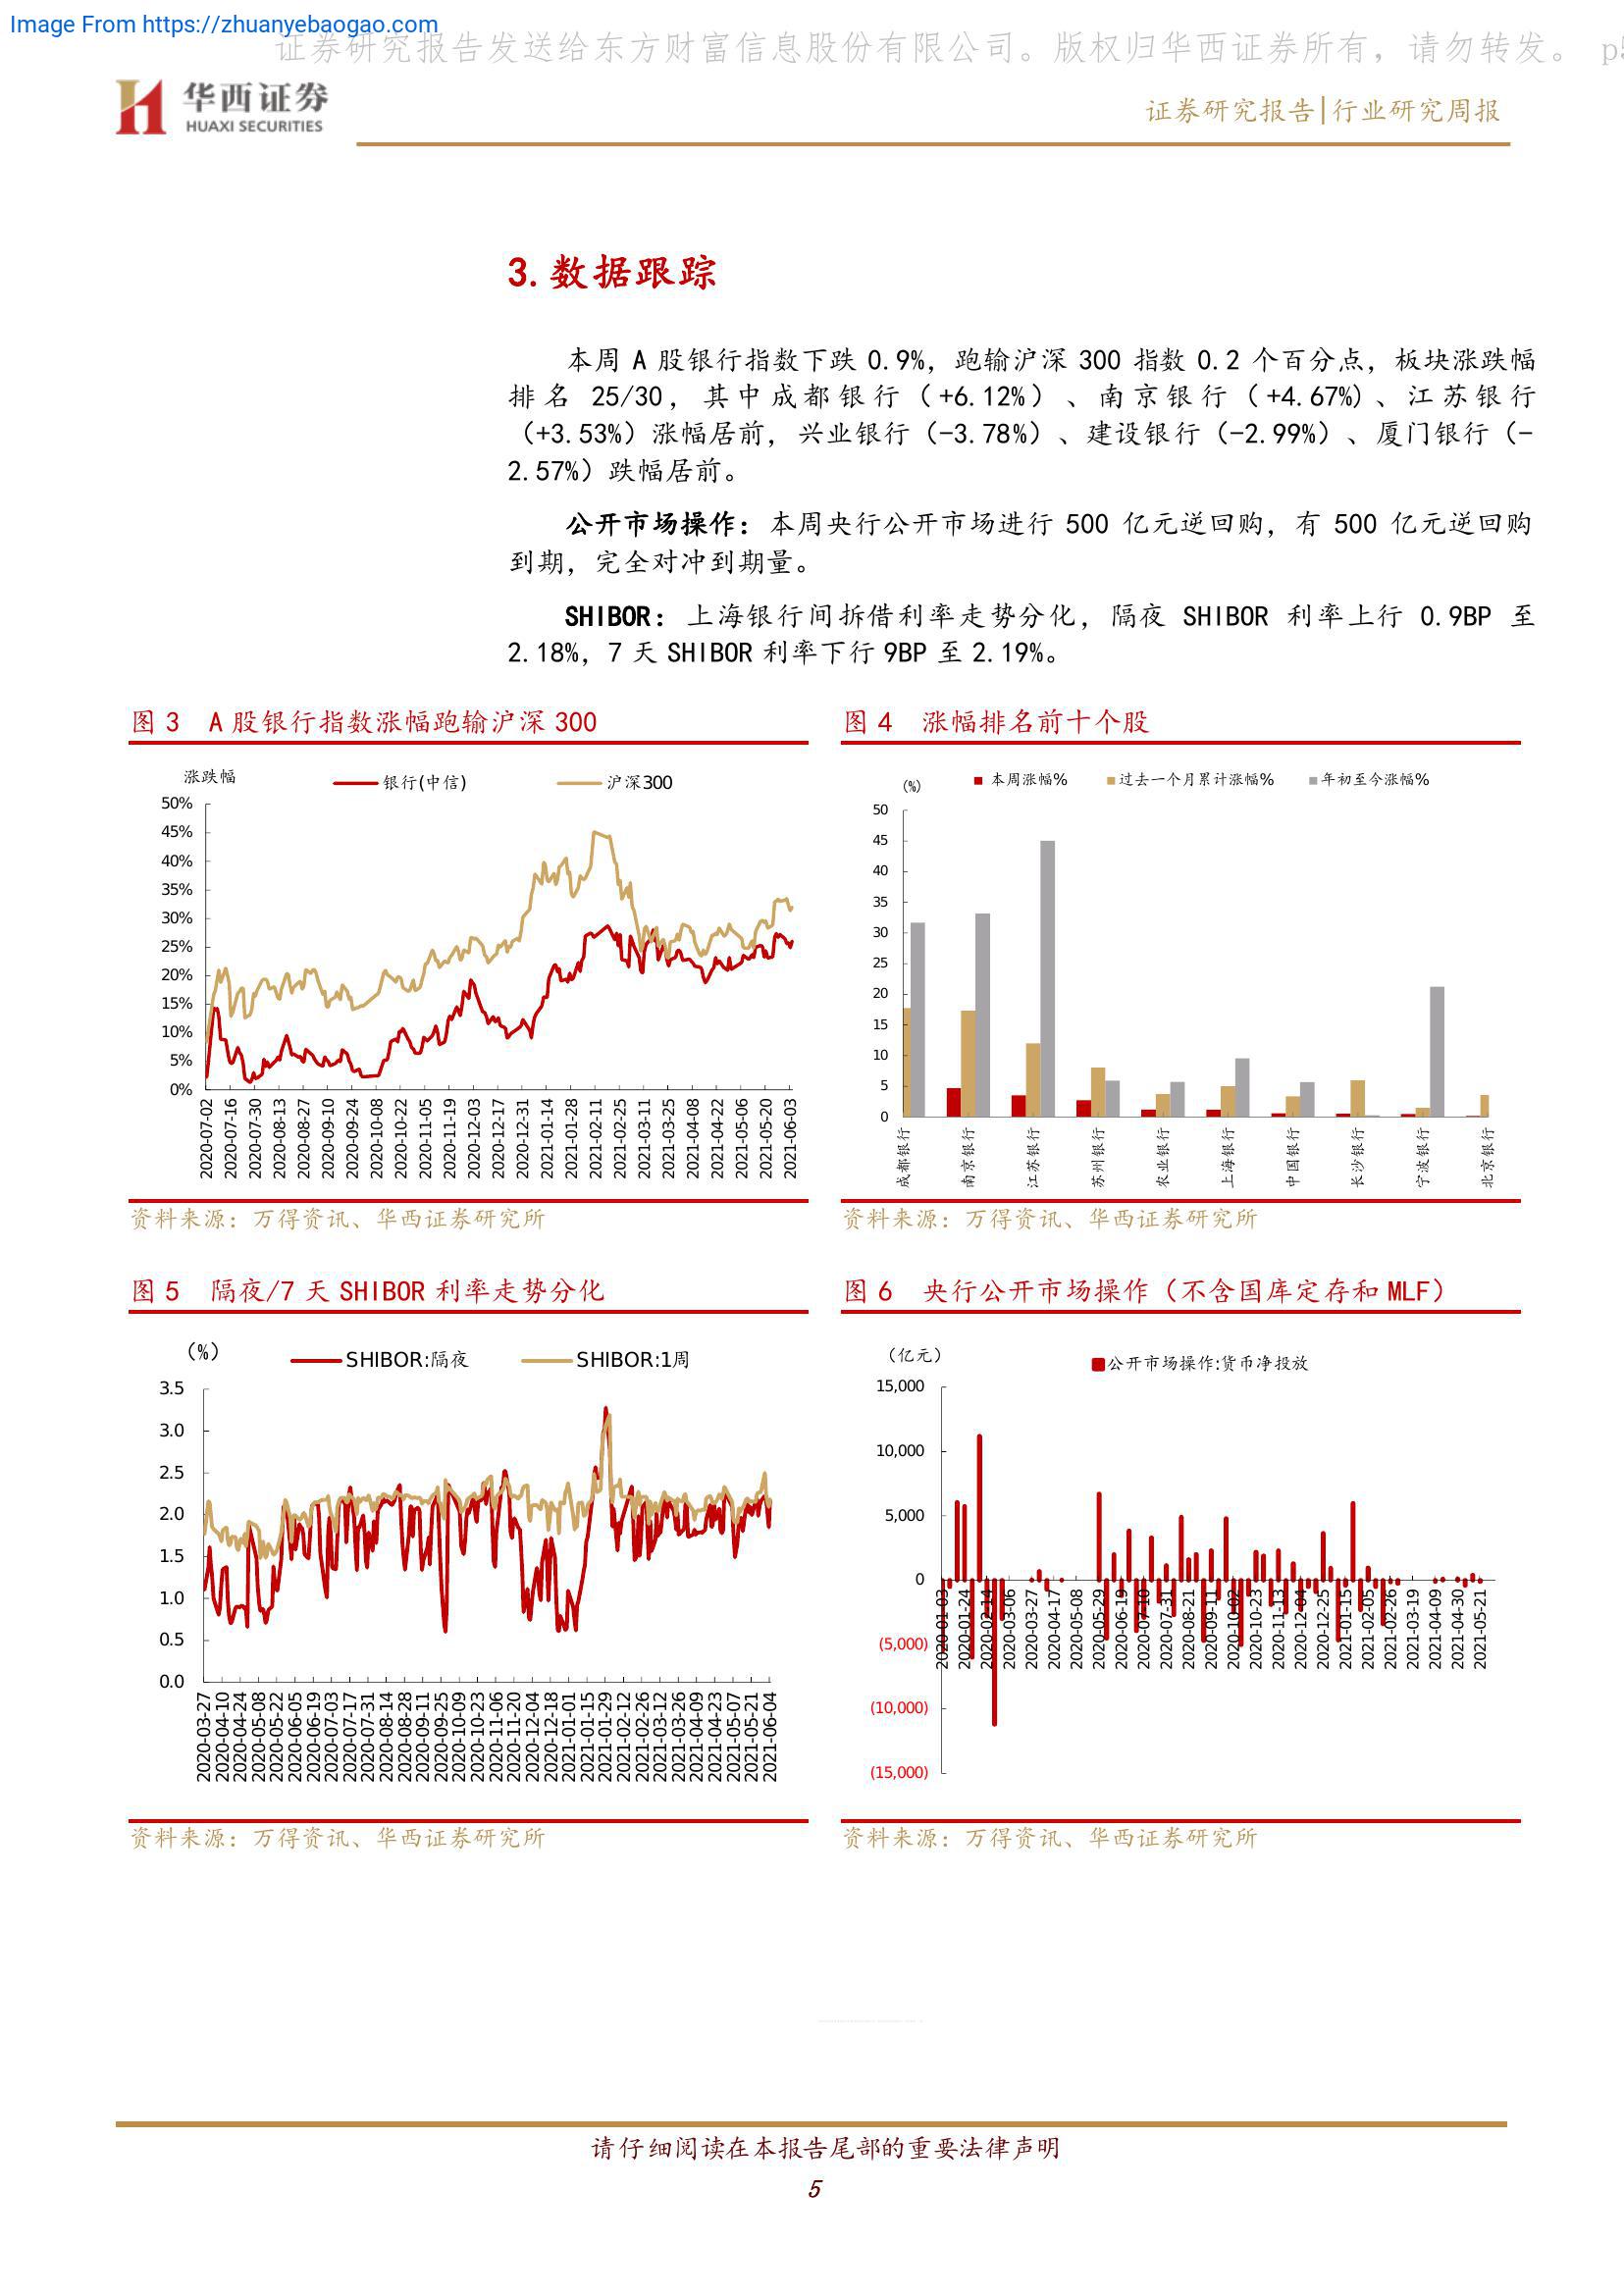 Image From https://zhuanyebaogao.com
证券研究报告发送给东方财富信息股份有限公司。版权归华西证券所有，请勿转发。 p5
华西证券
HUAXI SECURITIES
证券研究报告|行业研究周报
3.数据跟踪
本周 A 股银行指数下跌 0.9%，跑输沪深 300 指数 0.2 个百分点，板块涨跌幅
排名 25/30，其中成都银行（+6.12%）、南京银行（+4.67%）、江苏银行
（+3.53%）涨幅居前，兴业银行（-3.78%）、建设银行（-2.99%）、厦门银行（-
2.57%）跌幅居前。
公开市场操作：本周央行公开市场进行 500 亿元逆回购，有 500 亿元逆回购
到期，完全对冲到期量。
SHIBOR：上海银行间拆借利率走势分化，隔夜 SHIBOR 利率上行 0.9BP 至
2.18%，7 天 SHIBOR 利率下行 9BP 至 2.19%。
图 3 A 股银行指数涨幅跑输沪深 300
涨跌幅
银行(中信) 沪深300
50%
45%
40%
35%
30%
25%
20%
15%
10%
5%
0%
2020-07-02 2020-07-16 2020-07-30 2020-08-13 2020-08-27 2020-09-10 2020-09-24 2020-10-08 2020-10-22 2020-11-05 2020-11-19 2020-12-03 2020-12-17 2020-12-31 2021-01-14 2021-01-28 2021-02-11 2021-02-25 2021-03-11 2021-03-25 2021-04-08 2021-04-22 2021-05-06 2021-05-20 2021-06-03
资料来源：万得资讯、华西证券研究所
图 4 涨幅排名前十个股
(%)
本周涨幅% 过去一个月累计涨幅% 年初至今涨幅%
50
45
40
35
30
25
20
15
10
5
0
成都银行 南京银行 江苏银行 苏州银行 农业银行 上海银行 中国银行 长沙银行 宁波银行 北京银行
资料来源：万得资讯、华西证券研究所
图 5 隔夜/7 天 SHIBOR 利率走势分化
（%）
SHIBOR:隔夜 SHIBOR:1周
3.5
3.0
2.5
2.0
1.5
1.0
0.5
0.0
2020-03-27 2020-04-10 2020-04-24 2020-05-08 2020-05-22 2020-06-05 2020-06-19 2020-07-03 2020-07-17 2020-07-31 2020-08-14 2020-08-28 2020-09-11 2020-09-25 2020-10-09 2020-10-23 2020-11-06 2020-11-20 2020-12-04 2020-12-18 2021-01-01 2021-01-15 2021-01-29 2021-02-12 2021-02-26 2021-03-12 2021-03-26 2021-04-09 2021-04-23 2021-05-07 2021-05-21 2021-06-04
资料来源：万得资讯、华西证券研究所
图 6 央行公开市场操作（不含国库定存和 MLF）
（亿元）
公开市场操作:货币净投放
15,000
10,000
5,000
0
(5,000)
(10,000)
(15,000)
2020-01-03 2020-01-24 2020-02-14 2020-03-06 2020-03-27 2020-04-17 2020-05-08 2020-05-29 2020-06-19 2020-07-10 2020-07-31 2020-08-21 2020-09-11 2020-10-02 2020-10-23 2020-11-13 2020-12-04 2020-12-25 2021-01-15 2021-02-05 2021-02-26 2021-03-19 2021-04-09 2021-04-30 2021-05-21
资料来源：万得资讯、华西证券研究所
请仔细阅读在本报告尾部的重要法律声明
5